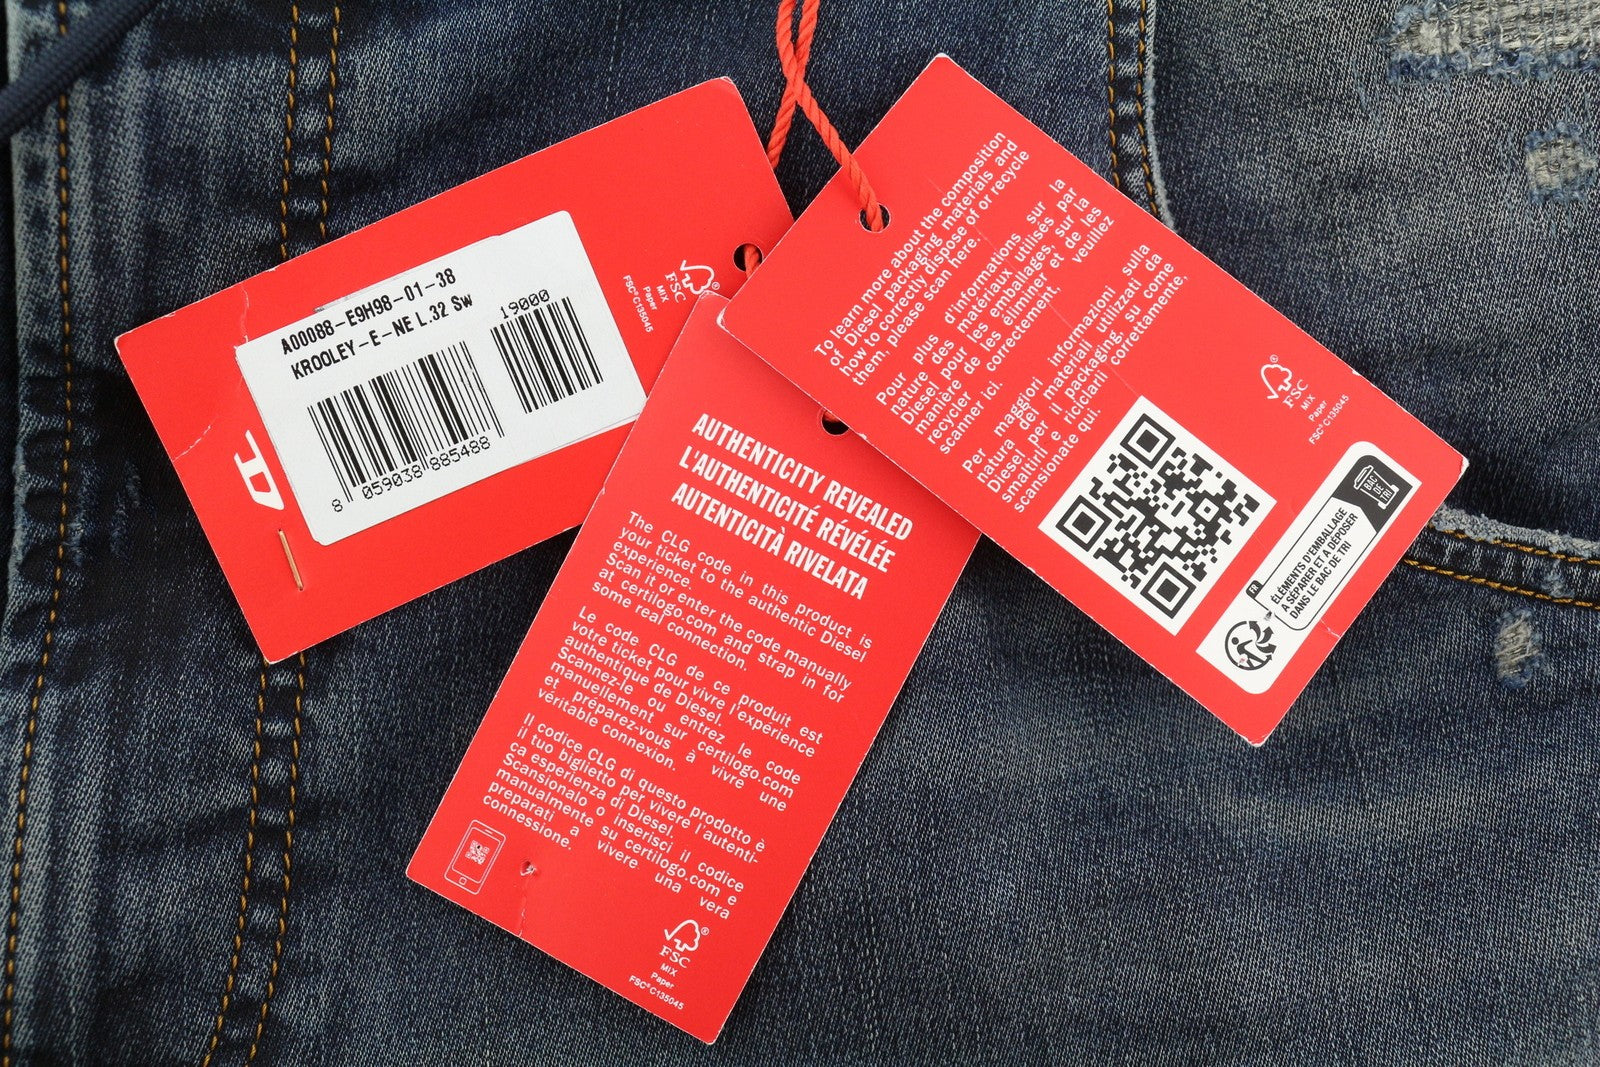 A00088-E9H98-01-38
KROOLEY-E-NE L.32 Sw
19000
8 059038 885488
FSC
MIX
Paper
FSC® C135045
AUTHENTICITY REVEALED
L'AUTHENTICITÉ RÉVÉLÉE
AUTENTICITÀ RIVELATA
The CLG code in this product is
your ticket to the authentic Diesel
experience.
Scan it or enter the code manually
at certilogo.com and strap in for
some real connection.
Le code CLG de ce produit est
votre ticket pour vivre l'expérience
authentique de Diesel.
Scannez-le ou entrez le code
manuellement sur certilogo.com
et préparez-vous à vivre une
véritable connexion.
Il codice CLG di questo prodotto è
il tuo biglietto per vivere l'autenti-
ca esperienza di Diesel.
Scansionalo o inserisci il codice
manualmente su certilogo.com e
preparati a vivere una vera
connessione.
FSC®
MIX
Paper
FSC® C135045
To learn more about the composition
of Diesel packaging materials and
how to correctly dispose of or recycle
them, please scan here.
Pour plus d'informations sur la
nature des matériaux utilisés par
Diesel pour les emballages, sur la
manière de les éliminer et de les
recycler correctement, veuillez
scanner ici.
Per maggiori informazioni sulla
natura dei materiali utilizzati da
Diesel per il packaging, su come
smaltirli e riciclarli correttamente,
scansionate qui.
FSC®
MIX
Paper
FSC® C135045
FR
ÉLÉMENTS D'EMBALLAGE
À SÉPARER ET À DÉPOSER
DANS LE BAC DE TRI
BAC
DE
TRI